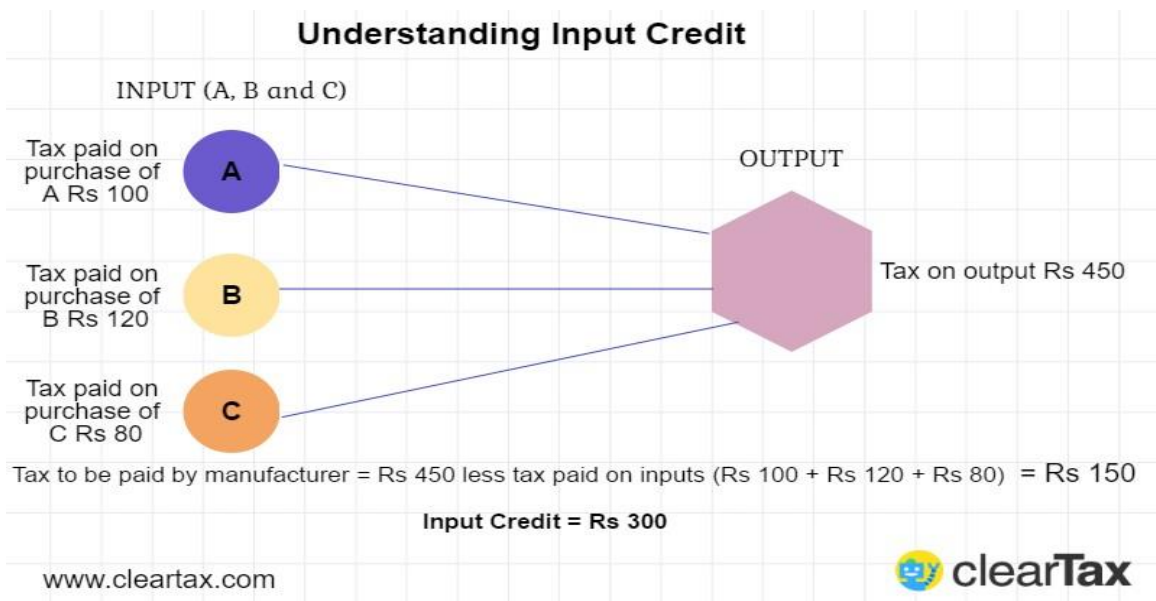 Understanding Input Credit
INPUT (A, B and C)
Tax paid on
purchase of
A Rs 100
A
OUTPUT
Tax paid on
purchase of
B Rs 120
B
Tax on output Rs 450
Tax paid on
purchase of
C Rs 80
C
Tax to be paid by manufacturer = Rs 450 less tax paid on inputs (Rs 100 + Rs 120 + Rs 80) = Rs 150
Input Credit = Rs 300
www.cleartax.com
clearTax